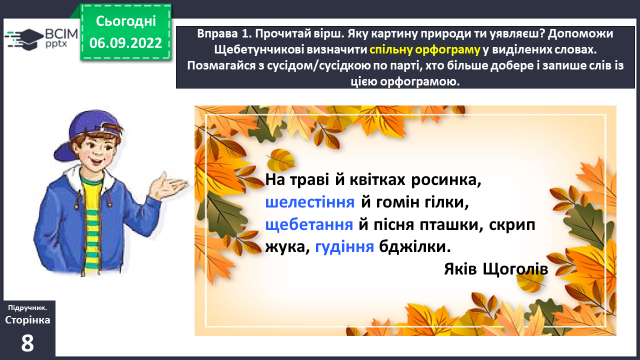 Сьогодні
06.09.2022
BCIM
pptx
Вправа 1. Прочитай вірш. Яку картину природи ти уявляєш? Допоможи
Щебетунчикові визначити спільну орфограму у виділених словах.
Позмагайся з сусідом/сусідкою по парті, хто більше добере і запише слів із
цією орфограмою.
На траві й квітках росинка,
шелестіння й гомін гілки,
щебетання й пісня пташки, скрип
жука, гудіння бджілки.
Яків Щоголів
Підручник.
Сторінка
8